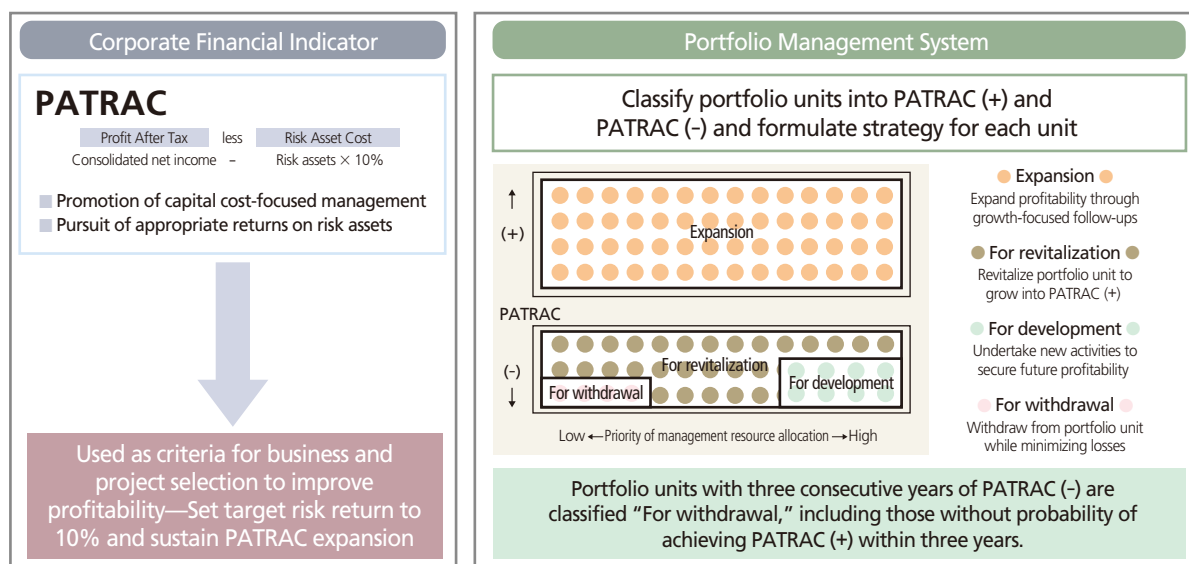 Corporate Financial Indicator
PATRAC
Profit After Tax less Risk Asset Cost
Consolidated net income – Risk assets × 10%
Promotion of capital cost-focused management
Pursuit of appropriate returns on risk assets
Used as criteria for business and
project selection to improve
profitability—Set target risk return to
10% and sustain PATRAC expansion
Portfolio Management System
Classify portfolio units into PATRAC (+) and
PATRAC (-) and formulate strategy for each unit
↑
(+)
Expansion
PATRAC
(-)
↓
For revitalization
For withdrawal
For development
Low ←Priority of management resource allocation→High
Expansion
Expand profitability through
growth-focused follow-ups
For revitalization
Revitalize portfolio unit to
grow into PATRAC (+)
For development
Undertake new activities to
secure future profitability
For withdrawal
Withdraw from portfolio unit
while minimizing losses
Portfolio units with three consecutive years of PATRAC (-) are
classified “For withdrawal,” including those without probability of
achieving PATRAC (+) within three years.